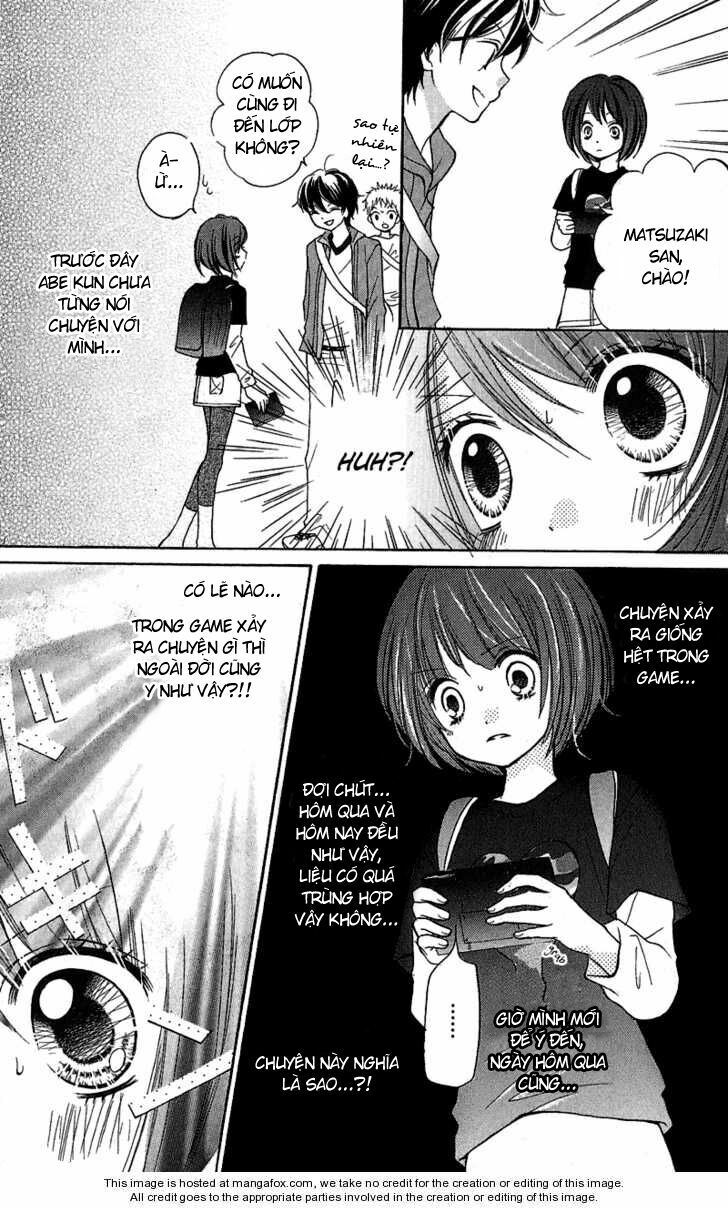 MATSUZAKI
SAN,
CHÀO!
CÓ MUỐN
CÙNG ĐI
ĐẾN LỚP
KHÔNG?
sao tự
nhiên
lại...?
À-
Ừ...
TRƯỚC ĐÂY
ABE KUN CHƯA
TỪNG NÓI
CHUYỆN VỚI
MÌNH...
HUH?!
CHUYỆN XẢY
RA GIỐNG
HỆT TRONG
GAME...
ĐỢI CHÚT...
HÔM QUA VÀ
HÔM NAY ĐỀU
NHƯ VẬY,
LIỆU CÓ QUÁ
TRÙNG HỢP
VẬY KHÔNG...
grab
........
GIỜ MÌNH MỚI
ĐỂ Ý ĐẾN,
NGÀY HÔM QUA
CŨNG...
CHUYỆN NÀY NGHĨA
LÀ SAO...?!
CÓ LẼ NÀO...
TRONG GAME XẢY
RA CHUYỆN GÌ THÌ
NGOÀI ĐỜI CŨNG
Y NHƯ VẬY?!!
This image is hosted at mangafox.com, we take no credit for the creation or editing of this image.
All credit goes to the appropriate parties involved in the creation or editing of this image.